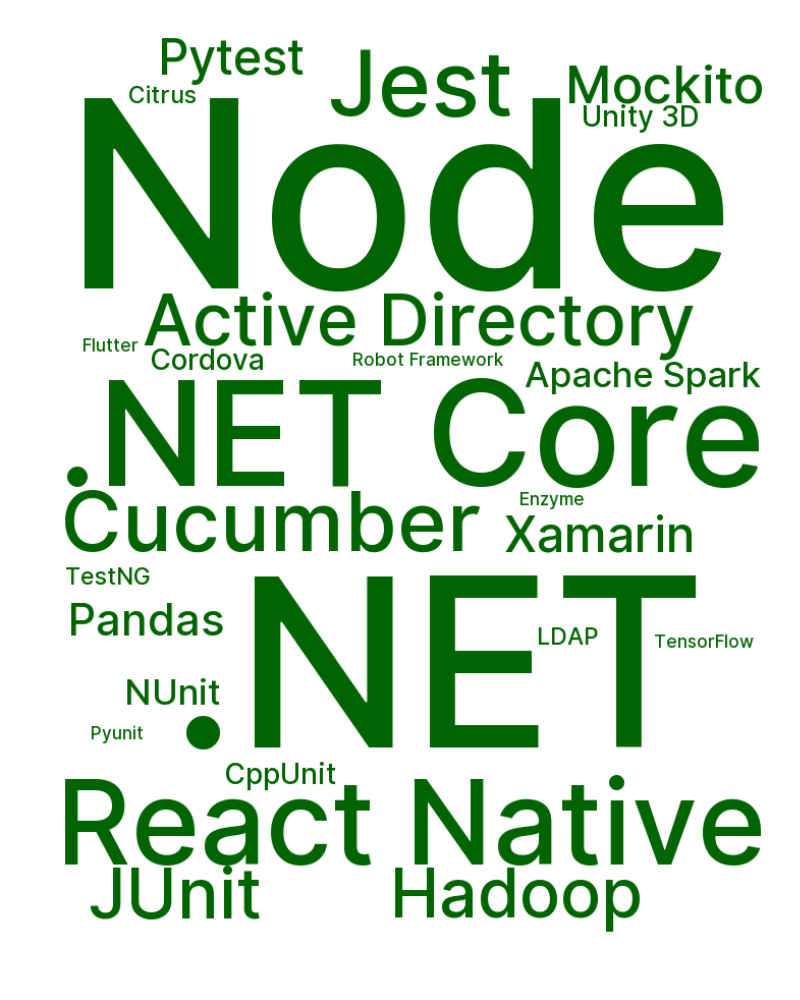 Pytest
Jest
Mockito
Citrus
Unity 3D
Node
Active Directory
Flutter
Cordova
Robot Framework
Apache Spark
.NET Core
Cucumber
Enzyme
Xamarin
TestNG
Pandas
.NET
LDAP
TensorFlow
NUnit
Pyunit
CppUnit
React Native
JUnit
Hadoop